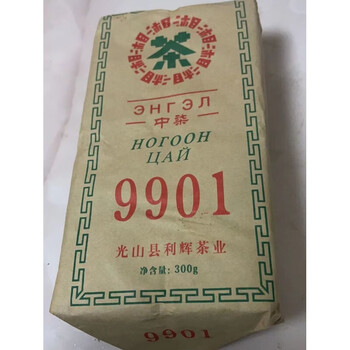 茶
ЭНГЭЛ
中茶
НОГООН
ЦАЙ
9901
光山县利辉茶业
净含量: 300g
9901